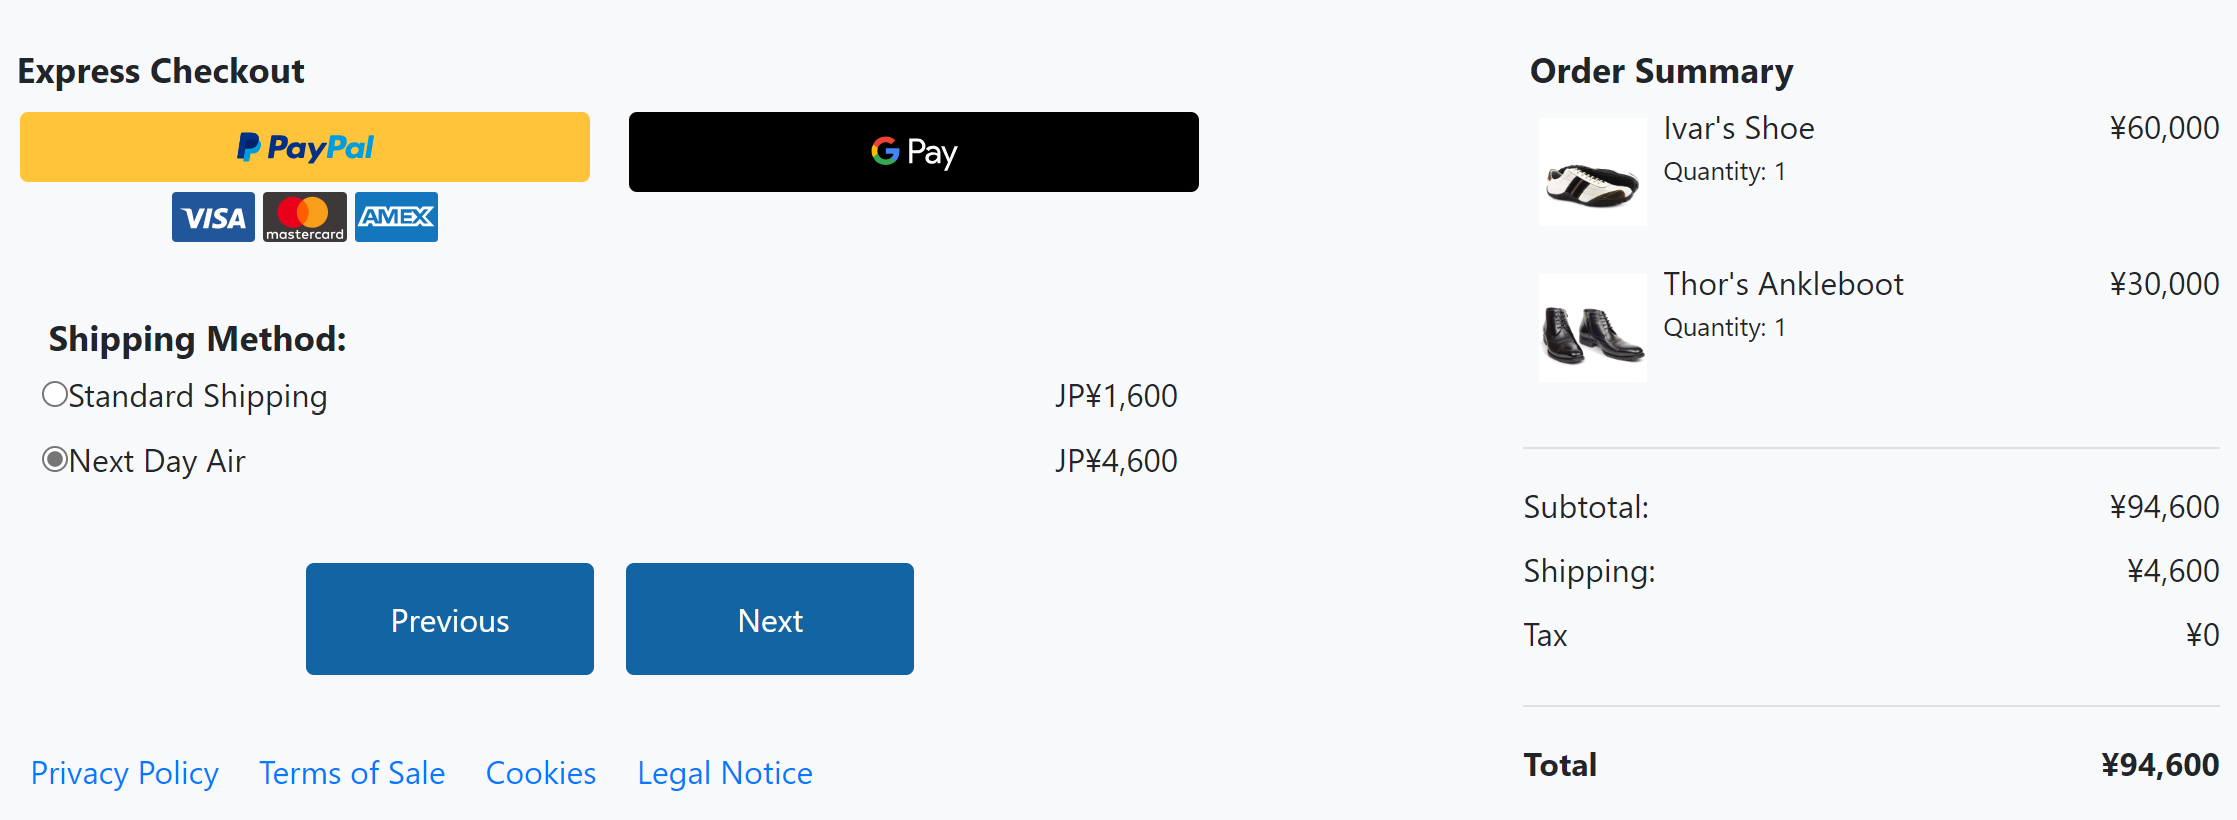 Express Checkout
PayPal
G Pay
VISA
mastercard
AMEX
Shipping Method:
Standard Shipping JP¥1,600
Next Day Air JP¥4,600
Previous
Next
Privacy Policy Terms of Sale Cookies Legal Notice
Order Summary
Ivar's Shoe ¥60,000
Quantity: 1
Thor's Ankleboot ¥30,000
Quantity: 1
Subtotal: ¥94,600
Shipping: ¥4,600
Tax ¥0
Total ¥94,600